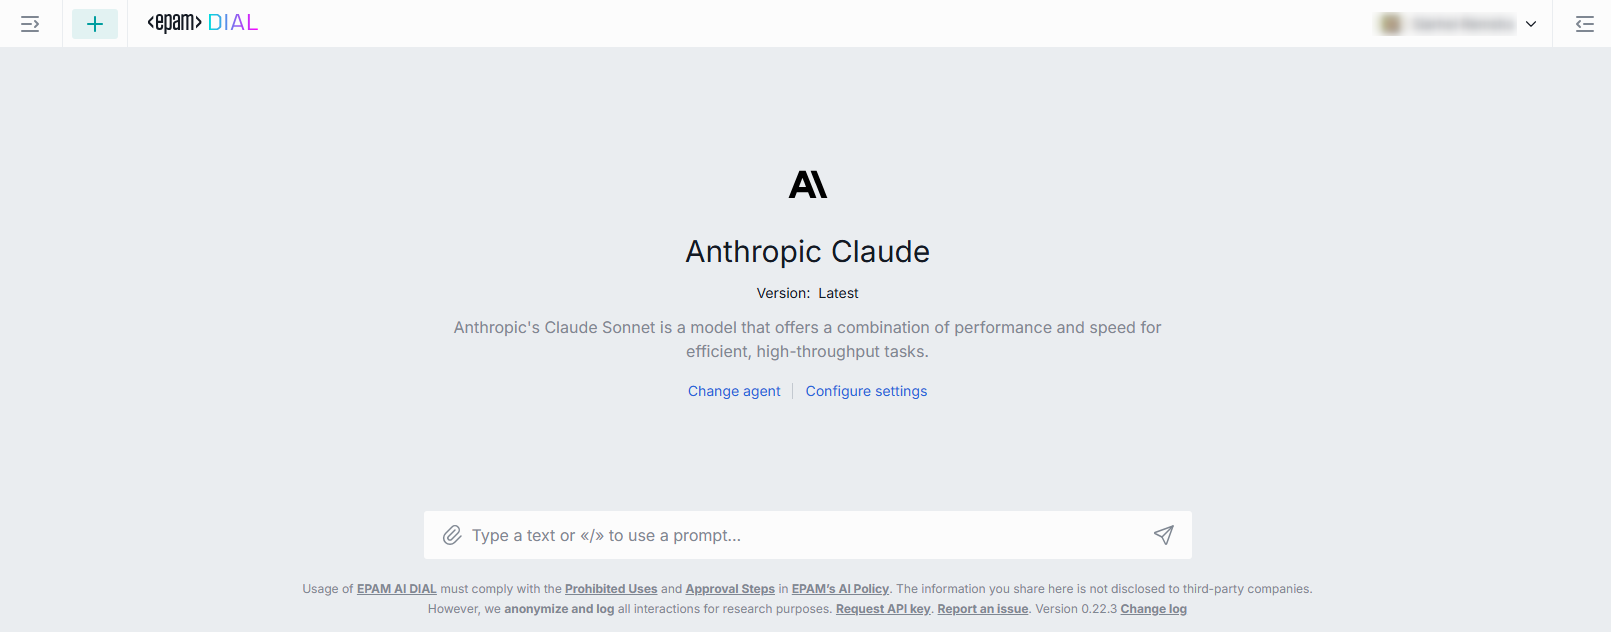 <epam> DIAL
Anthropic Claude
Version: Latest
Anthropic's Claude Sonnet is a model that offers a combination of performance and speed for
efficient, high-throughput tasks.
Change agent
Configure settings
Type a text or «/» to use a prompt...
Usage of EPAM AI DIAL must comply with the Prohibited Uses and Approval Steps in EPAM's AI Policy. The information you share here is not disclosed to third-party companies.
However, we anonymize and log all interactions for research purposes. Request API key. Report an issue. Version 0.22.3 Change log